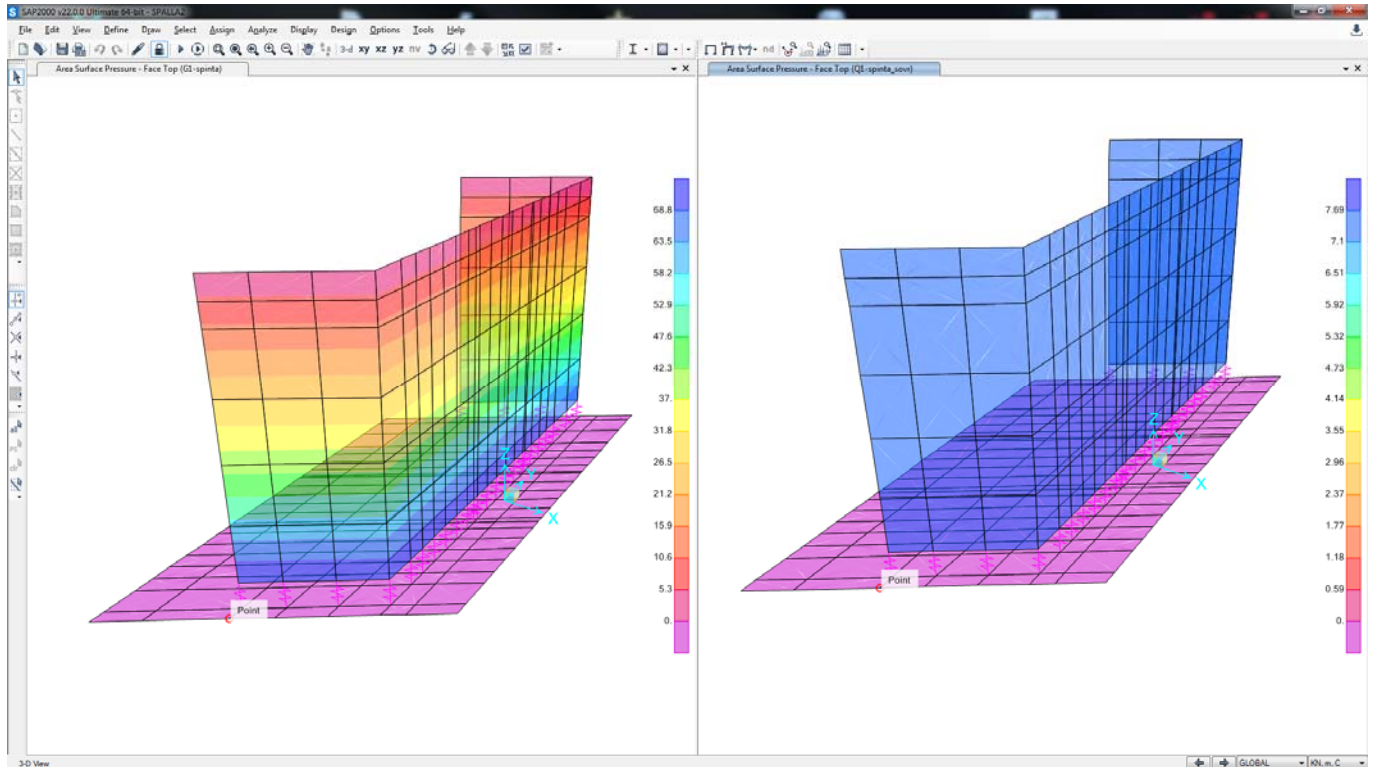 SAP2000 v22.0.0 Ultimate 64-bit - SPALLA2
File Edit View Define Draw Select Assign Analyze Display Design Options Tools Help
3-d xy xz yz nv
nd
Area Surface Pressure - Face Top (G1-spinta)
Area Surface Pressure - Face Top (Q1-spinta_sovr)
68.8
63.5
58.2
52.9
47.6
42.3
37.
31.8
26.5
21.2
15.9
10.6
5.3
0.
Z
Y
X
Point
7.69
7.1
6.51
5.92
5.32
4.73
4.14
3.55
2.96
2.37
1.77
1.18
0.59
0.
Z
Y
X
Point
3-D View
GLOBAL
KN, m, C